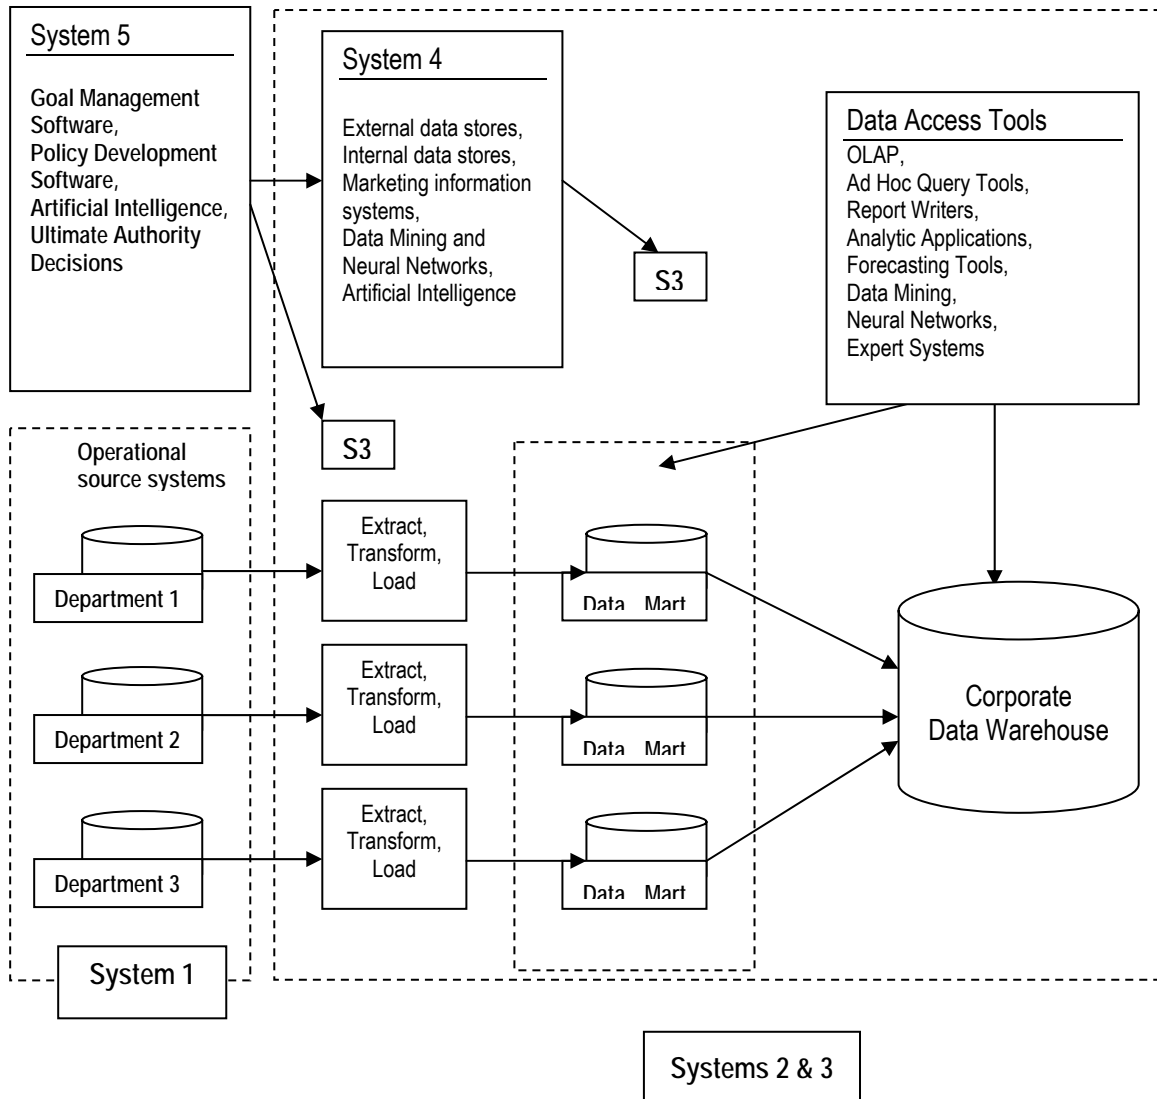 System 5
Goal Management
Software,
Policy Development
Software,
Artificial Intelligence,
Ultimate Authority
Decisions
System 4
External data stores,
Internal data stores,
Marketing information
systems,
Data Mining and
Neural Networks,
Artificial Intelligence
S3
Data Access Tools
OLAP,
Ad Hoc Query Tools,
Report Writers,
Analytic Applications,
Forecasting Tools,
Data Mining,
Neural Networks,
Expert Systems
S3
Operational
source systems
Department 1
Extract,
Transform,
Load
Data Mart
Department 2
Extract,
Transform,
Load
Data Mart
Department 3
Extract,
Transform,
Load
Data Mart
Corporate
Data Warehouse
System 1
Systems 2 & 3